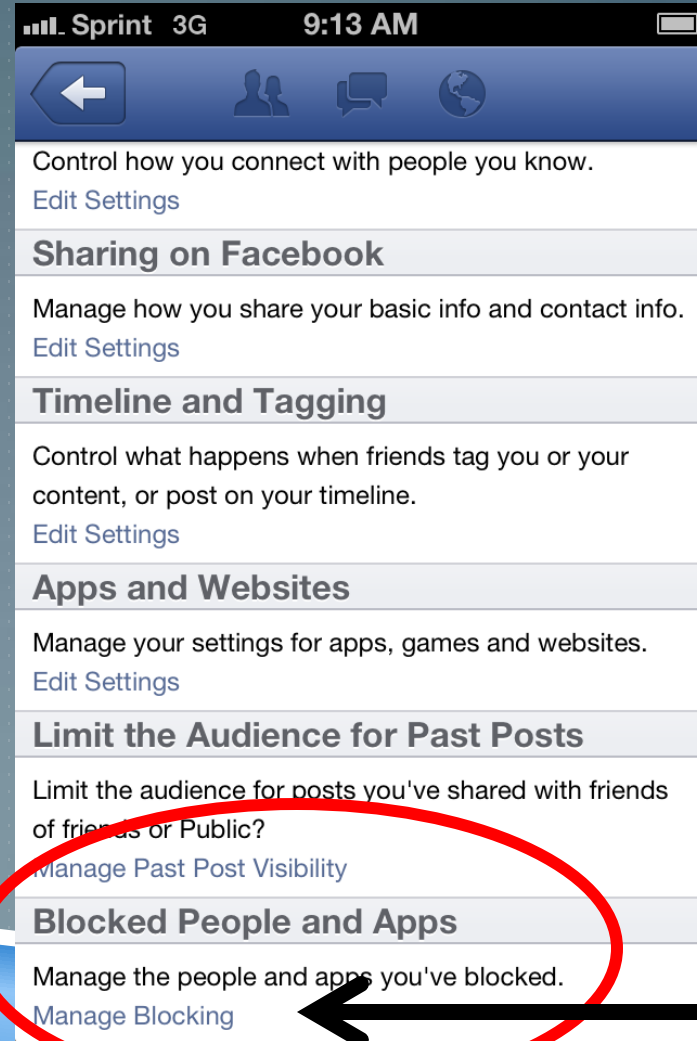 Sprint 3G 9:13 AM
Control how you connect with people you know.
Edit Settings
Sharing on Facebook
Manage how you share your basic info and contact info.
Edit Settings
Timeline and Tagging
Control what happens when friends tag you or your
content, or post on your timeline.
Edit Settings
Apps and Websites
Manage your settings for apps, games and websites.
Edit Settings
Limit the Audience for Past Posts
Limit the audience for posts you've shared with friends
of friends or Public?
Manage Past Post Visibility
Blocked People and Apps
Manage the people and apps you've blocked.
Manage Blocking